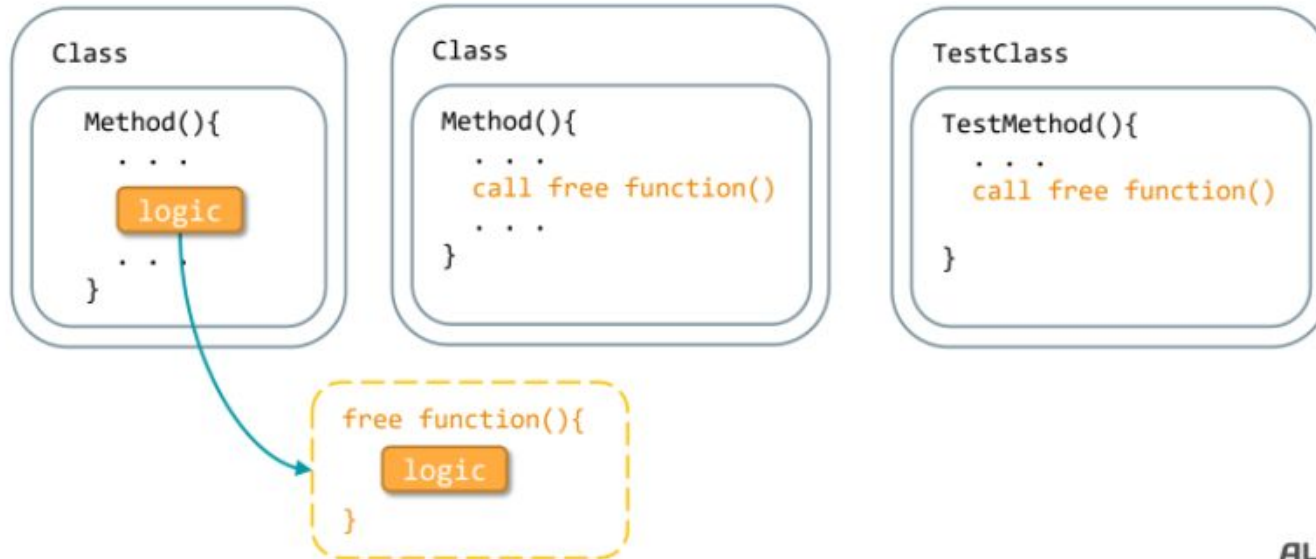 Class
Method(){
. . .
logic
. . .
}
Class
Method(){
. . .
call free function()
. . .
}
TestClass
TestMethod(){
. . .
call free function()
}
free function(){
logic
}